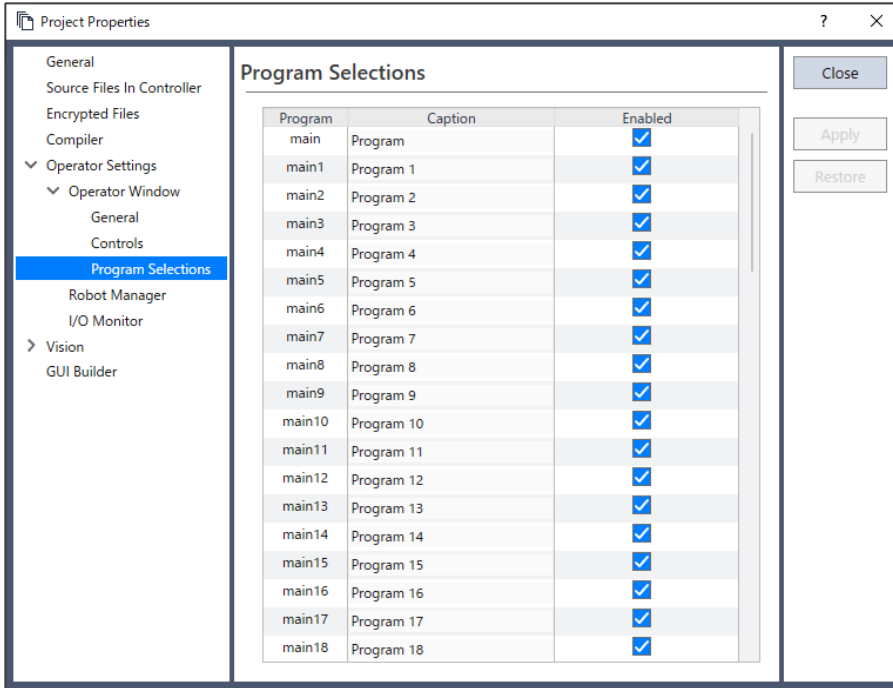 Project Properties
?
General
Source Files In Controller
Encrypted Files
Compiler
Operator Settings
Operator Window
General
Controls
Program Selections
Robot Manager
I/O Monitor
Vision
GUI Builder
Program Selections
Program Caption Enabled
main Program
main1 Program 1
main2 Program 2
main3 Program 3
main4 Program 4
main5 Program 5
main6 Program 6
main7 Program 7
main8 Program 8
main9 Program 9
main10 Program 10
main11 Program 11
main12 Program 12
main13 Program 13
main14 Program 14
main15 Program 15
main16 Program 16
main17 Program 17
main18 Program 18
Close
Apply
Restore